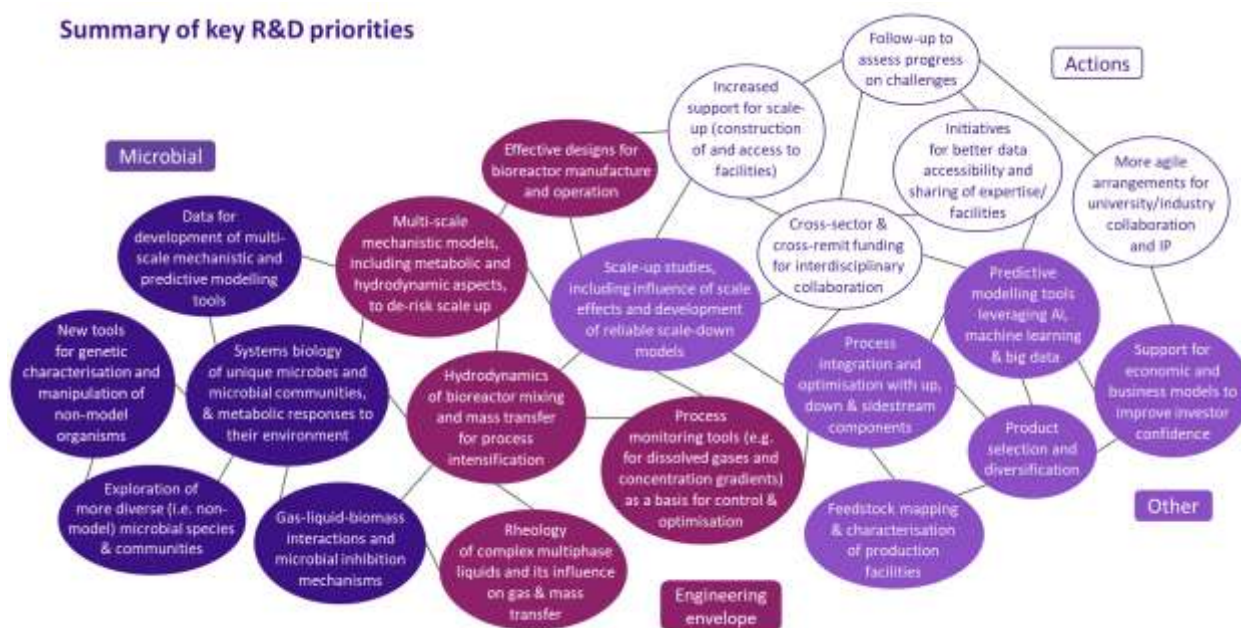 Summary of key R&D priorities
Follow-up to
assess progress
on challenges
Actions
Increased
support for scale-
up (construction
of and access to
facilities)
Initiatives
for better data
accessibility and
sharing of expertise/
facilities
More agile
arrangements for
university/industry
collaboration
and IP
Microbial
Effective designs for
bioreactor manufacture
and operation
Cross-sector &
cross-remit funding
for interdisciplinary
collaboration
Data for
development of multi-
scale mechanistic and
predictive modelling
tools
Multi-scale
mechanistic models,
including metabolic and
hydrodynamic aspects,
to de-risk scale up
Scale-up studies,
including influence of scale
effects and development
of reliable scale-down
models
Predictive
modelling tools
leveraging AI,
machine learning
& big data
New tools
for genetic
characterisation and
manipulation of
non-model
organisms
Systems biology
of unique microbes and
microbial communities,
& metabolic responses to
their environment
Hydrodynamics
of bioreactor mixing
and mass transfer
for process
intensification
Process
integration and
optimisation with up,
down & sidestream
components
Support for
economic and
business models to
improve investor
confidence
Process
monitoring tools (e.g.
for dissolved gases and
concentration gradients)
as a basis for control &
optimisation
Product
selection and
diversification
Exploration of
more diverse (i.e. non-
model) microbial species
& communities
Gas-liquid-biomass
interactions and
microbial inhibition
mechanisms
Rheology
of complex multiphase
liquids and its influence
on gas & mass
transfer
Feedstock mapping
& characterisation
of production
facilities
Other
Engineering
envelope